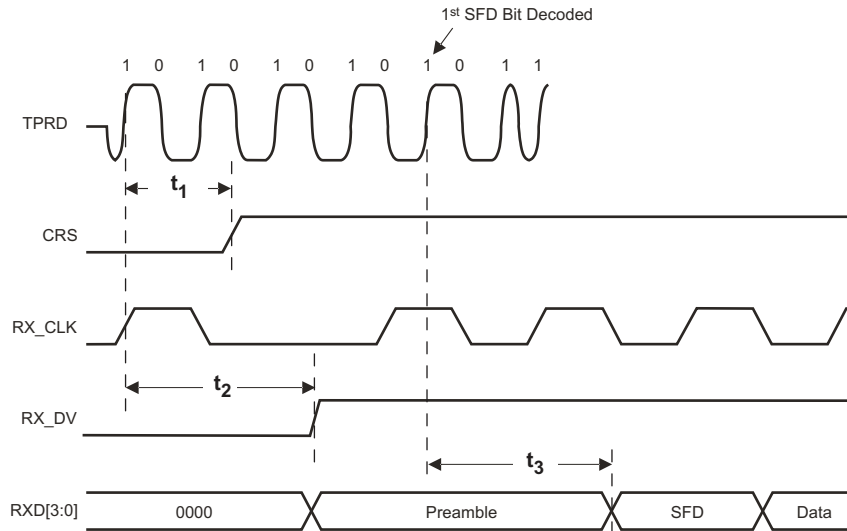 1st SFD Bit Decoded
1 0 1 0 1 0 1 0 1 0 1 1
TPRD
t1
CRS
RX_CLK
t2
RX_DV
t3
RXD[3:0] 0000 Preamble SFD Data